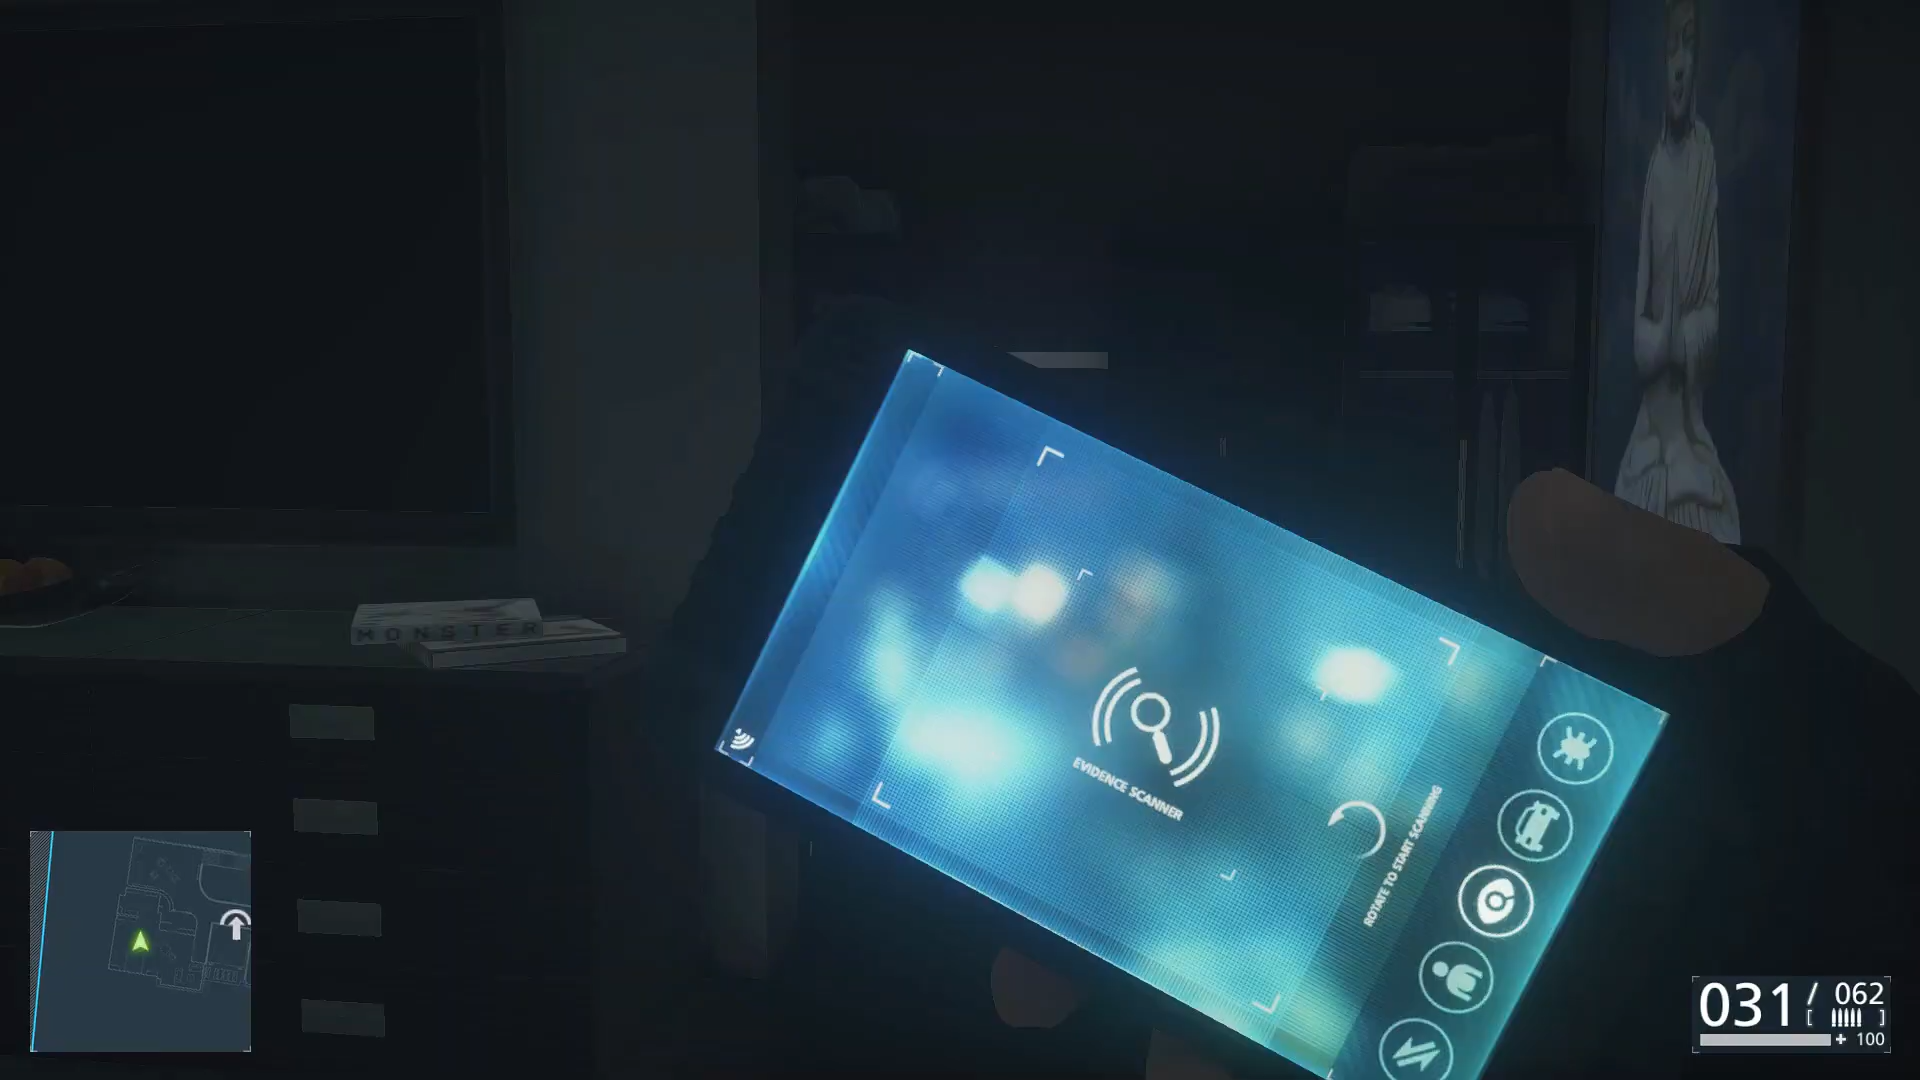 MONSTER
EVIDENCE SCANNER
ROTATE TO START SCANNING
031 / 062
[ ]
+ 100